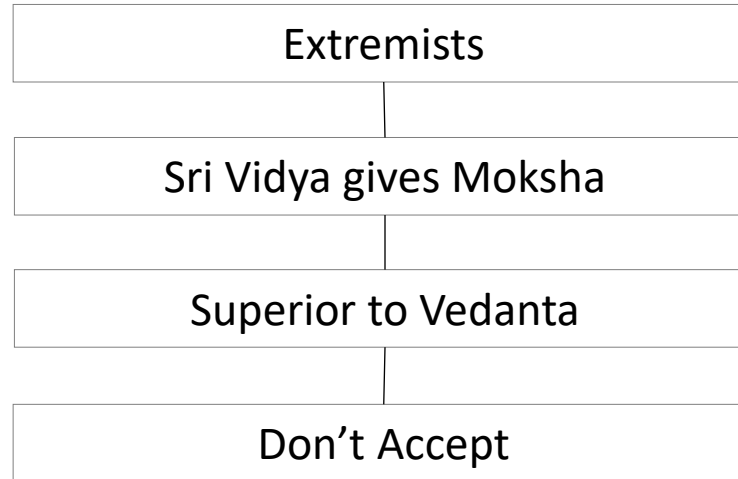 Extremists
Sri Vidya gives Moksha
Superior to Vedanta
Don’t Accept